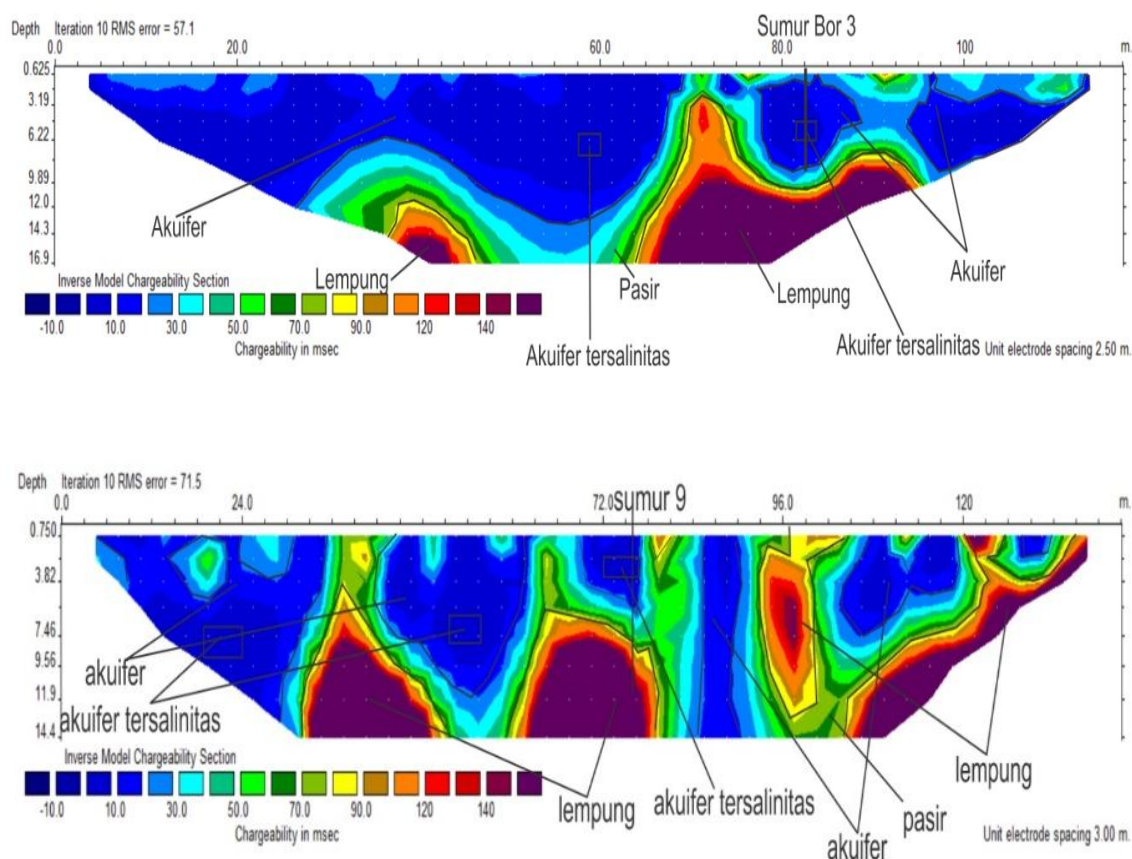 Sumur Bor 3
Depth Iteration 10 RMS error = 57.1
0.0 20.0 60.0 80.0 100 m.
0.625
3.19
6.22
9.89
12.0
14.3
16.9
Akuifer
Lempung
Pasir
Lempung
Akuifer
Inverse Model Chargeability Section
-10.0 10.0 30.0 50.0 70.0 90.0 120 140
Chargeability in msec
Akuifer tersalinitas
Akuifer tersalinitas
Unit electrode spacing 2.50 m.
Depth Iteration 10 RMS error = 71.5
0.0 24.0 72.0 96.0 120 m.
sumur 9
0.750
3.82
7.46
9.56
11.9
14.4
akuifer
akuifer tersalinitas
Inverse Model Chargeability Section
-10.0 10.0 30.0 50.0 70.0 90.0 120 140
Chargeability in msec
lempung
akuifer tersalinitas
akuifer
pasir
lempung
Unit electrode spacing 3.00 m.